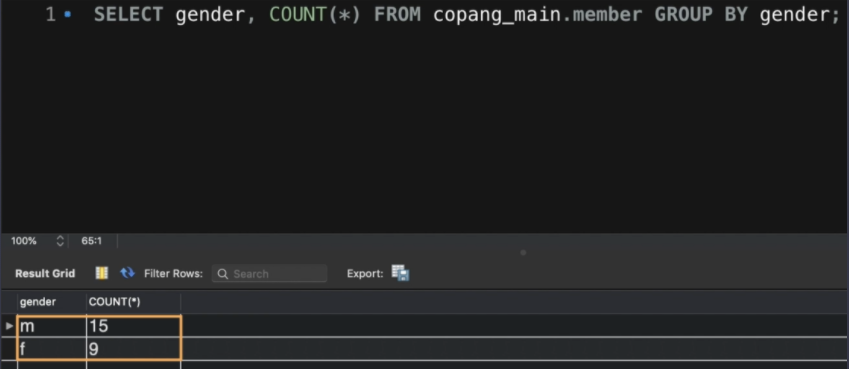 1 SELECT gender, COUNT(*) FROM copang_main.member GROUP BY gender;
100% 65:1
Result Grid Filter Rows: Search Export:
gender COUNT(*)
m 15
f 9